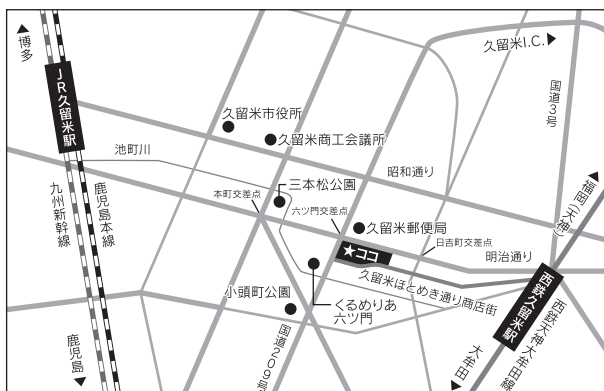 博多
JR久留米駅
久留米I.C.
国道3号
久留米市役所
久留米商工会議所
池町川
昭和通り
三本松公園
九州新幹線
鹿児島本線
本町交差点
六ツ門交差点
久留米郵便局
日吉町交差点
福岡(天神)
★ココ
明治通り
久留米ほとめき通り商店街
西鉄久留米駅
小頭町公園
くるめりあ
六ツ門
国道209号
西鉄天神大牟田線
大牟田
鹿児島